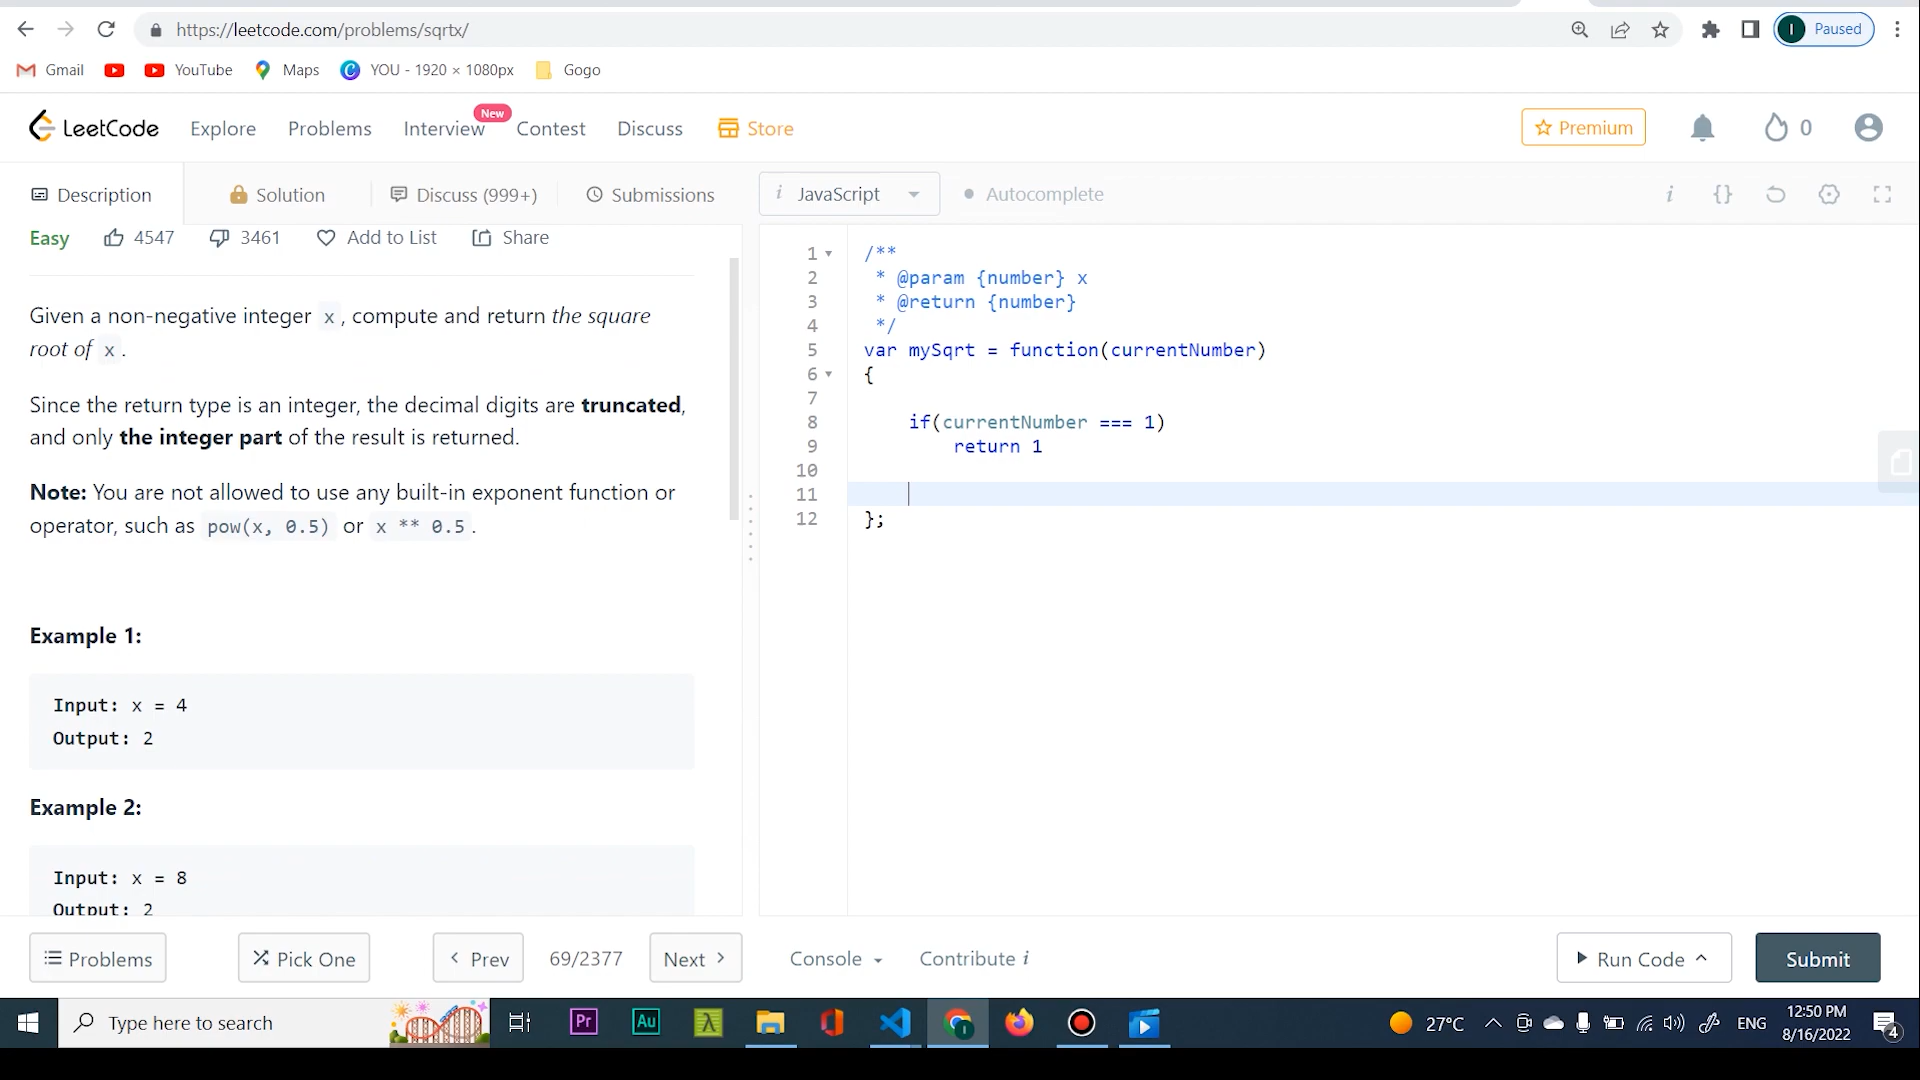 https://leetcode.com/problems/sqrtx/
Paused
Gmail
YouTube
Maps
YOU - 1920 × 1080px
Gogo
LeetCode
Explore
Problems
Interview
New
Contest
Discuss
Store
Premium
0
Description
Solution
Discuss (999+)
Submissions
i JavaScript
Autocomplete
Easy
4547
3461
Add to List
Share
Given a non-negative integer x, compute and return the square
root of x.
Since the return type is an integer, the decimal digits are truncated,
and only the integer part of the result is returned.
Note: You are not allowed to use any built-in exponent function or
operator, such as pow(x, 0.5) or x ** 0.5.
Example 1:
Input: x = 4
Output: 2
Example 2:
Input: x = 8
Output: 2
1 /**
2 * @param {number} x
3 * @return {number}
4 */
5 var mySqrt = function(currentNumber)
6 {
7
8 if(currentNumber === 1)
9 return 1
10
11
12 };
Problems
Pick One
Prev
69/2377
Next
Console
Contribute i
Run Code
Submit
Type here to search
Pr
Au
27°C
ENG
12:50 PM
8/16/2022
4